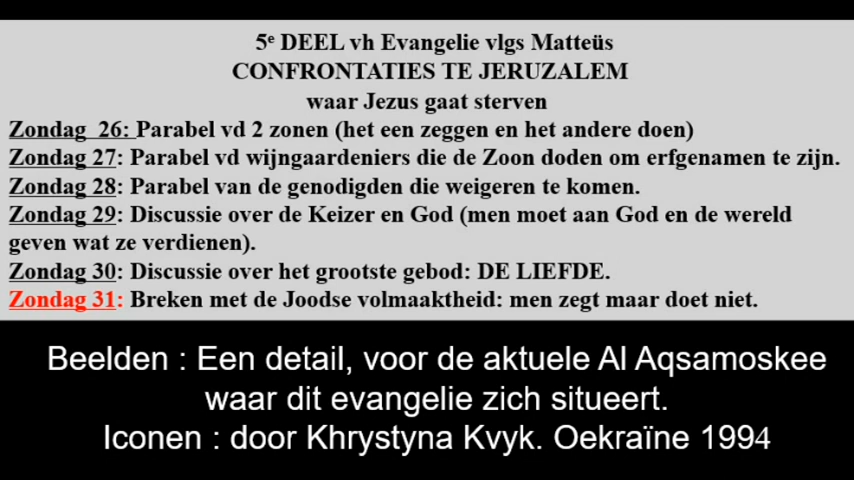 5e DEEL vh Evangelie vlgs Matteüs
CONFRONTATIES TE JERUZALEM
waar Jezus gaat sterven
Zondag 26: Parabel vd 2 zonen (het een zeggen en het andere doen)
Zondag 27: Parabel vd wijngaardeniers die de Zoon doden om erfgenamen te zijn.
Zondag 28: Parabel van de genodigden die weigeren te komen.
Zondag 29: Discussie over de Keizer en God (men moet aan God en de wereld
geven wat ze verdienen).
Zondag 30: Discussie over het grootste gebod: DE LIEFDE.
Zondag 31: Breken met de Joodse volmaaktheid: men zegt maar doet niet.
Beelden : Een detail, voor de aktuele Al Aqsamoskee
waar dit evangelie zich situeert.
Iconen : door Khrystyna Kvyk. Oekraïne 1994